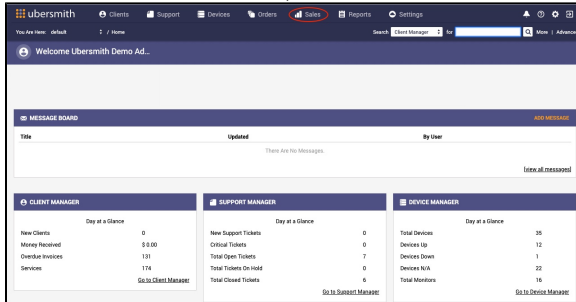 ubersmith Clients Support Devices Orders Sales Reports Settings
You Are Here: default / Home Search Client Manager for More | Advance
Welcome Ubersmith Demo Ad...
MESSAGE BOARD ADD MESSAGE
Title Updated By User
There Are No Messages.
[view all messages]
CLIENT MANAGER
Day at a Glance
New Clients 0
Money Received $ 0.00
Overdue Invoices 131
Services 174
Go to Client Manager
SUPPORT MANAGER
Day at a Glance
New Support Tickets 0
Critical Tickets 0
Total Open Tickets 7
Total Tickets On Hold 0
Total Closed Tickets 6
Go to Support Manager
DEVICE MANAGER
Day at a Glance
Total Devices 35
Devices Up 12
Devices Down 1
Devices N/A 22
Total Monitors 16
Go to Device Manager